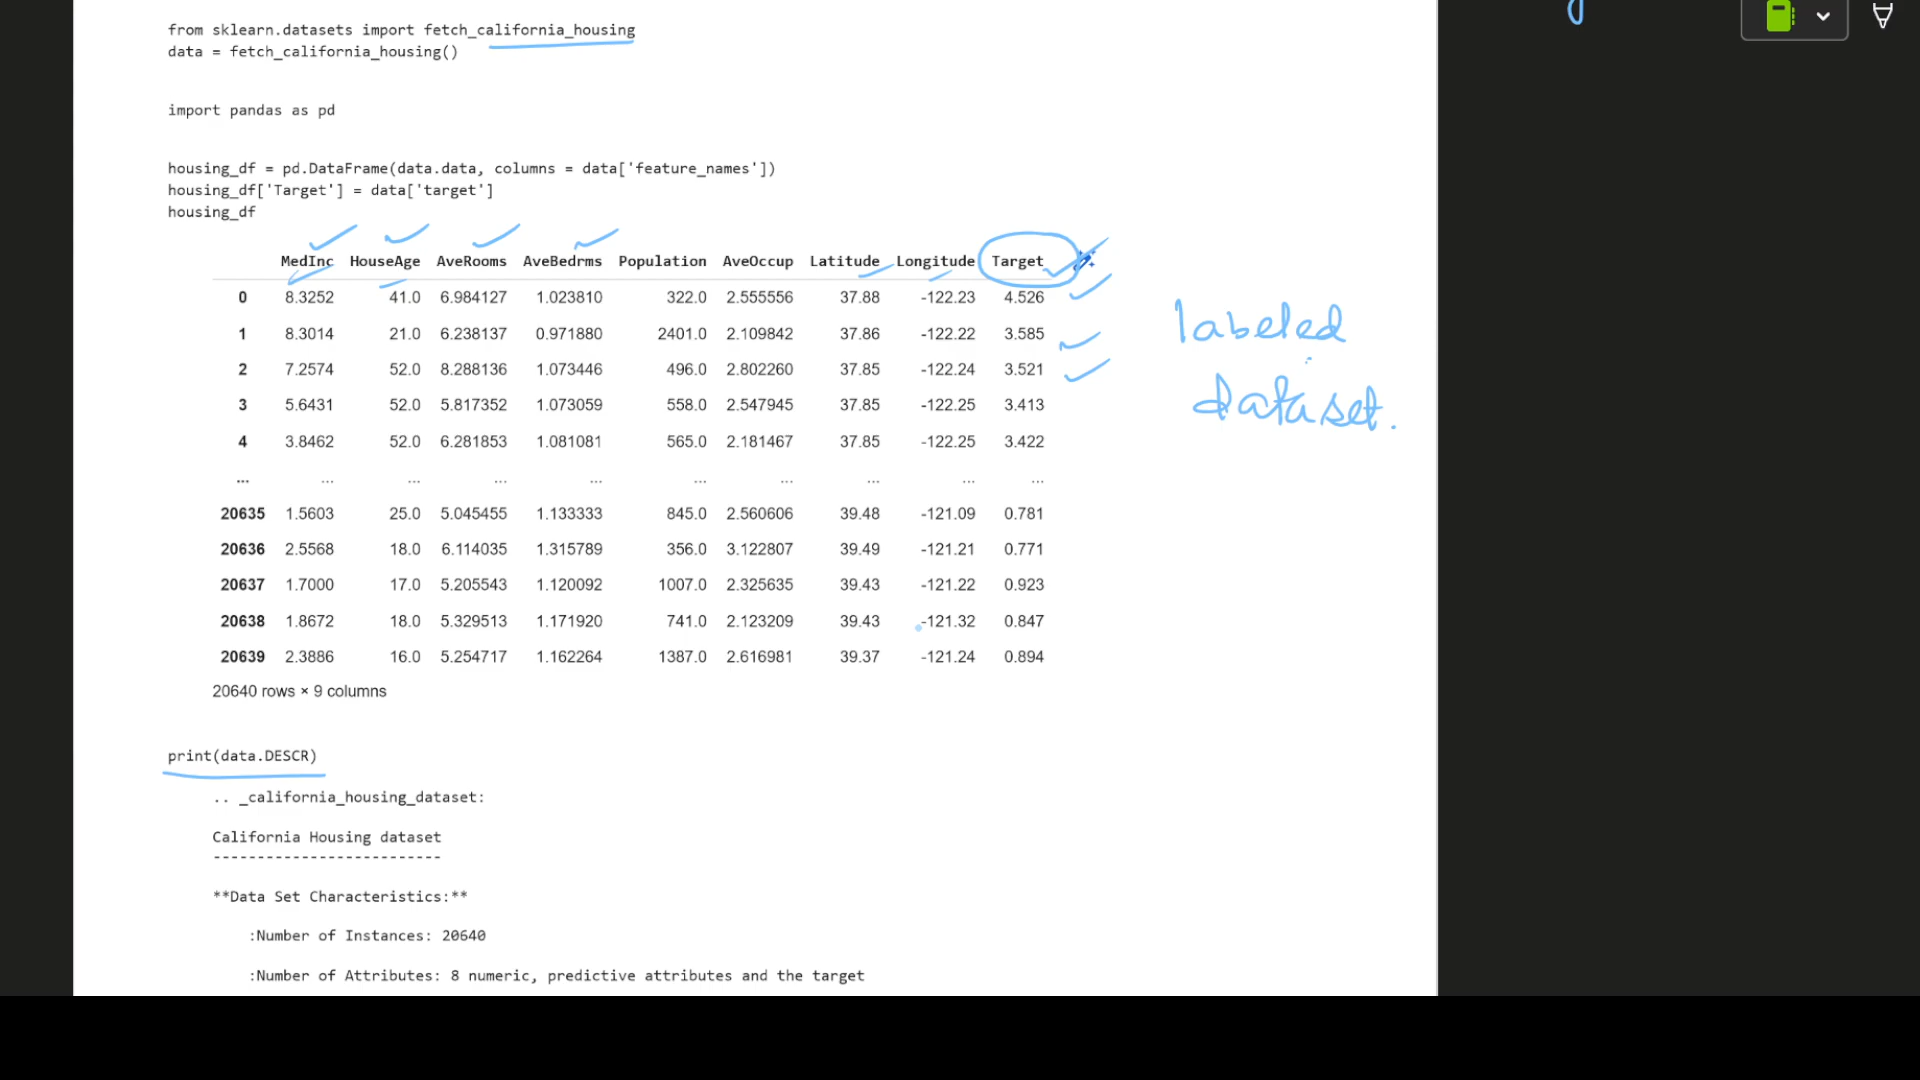 from sklearn.datasets import fetch_california_housing
data = fetch_california_housing()
import pandas as pd
housing_df = pd.DataFrame(data.data, columns = data['feature_names'])
housing_df['Target'] = data['target']
housing_df
MedInc HouseAge AveRooms AveBedrms Population AveOccup Latitude Longitude Target
0 8.3252 41.0 6.984127 1.023810 322.0 2.555556 37.88 -122.23 4.526
1 8.3014 21.0 6.238137 0.971880 2401.0 2.109842 37.86 -122.22 3.585
2 7.2574 52.0 8.288136 1.073446 496.0 2.802260 37.85 -122.24 3.521
3 5.6431 52.0 5.817352 1.073059 558.0 2.547945 37.85 -122.25 3.413
4 3.8462 52.0 6.281853 1.081081 565.0 2.181467 37.85 -122.25 3.422
... ... ... ... ... ... ... ... ... ...
20635 1.5603 25.0 5.045455 1.133333 845.0 2.560606 39.48 -121.09 0.781
20636 2.5568 18.0 6.114035 1.315789 356.0 3.122807 39.49 -121.21 0.771
20637 1.7000 17.0 5.205543 1.120092 1007.0 2.325635 39.43 -121.22 0.923
20638 1.8672 18.0 5.329513 1.171920 741.0 2.123209 39.43 -121.32 0.847
20639 2.3886 16.0 5.254717 1.162264 1387.0 2.616981 39.37 -121.24 0.894
20640 rows × 9 columns
labeled
dataset.
print(data.DESCR)
.. _california_housing_dataset:
California Housing dataset
--------------------------
**Data Set Characteristics:**
:Number of Instances: 20640
:Number of Attributes: 8 numeric, predictive attributes and the target